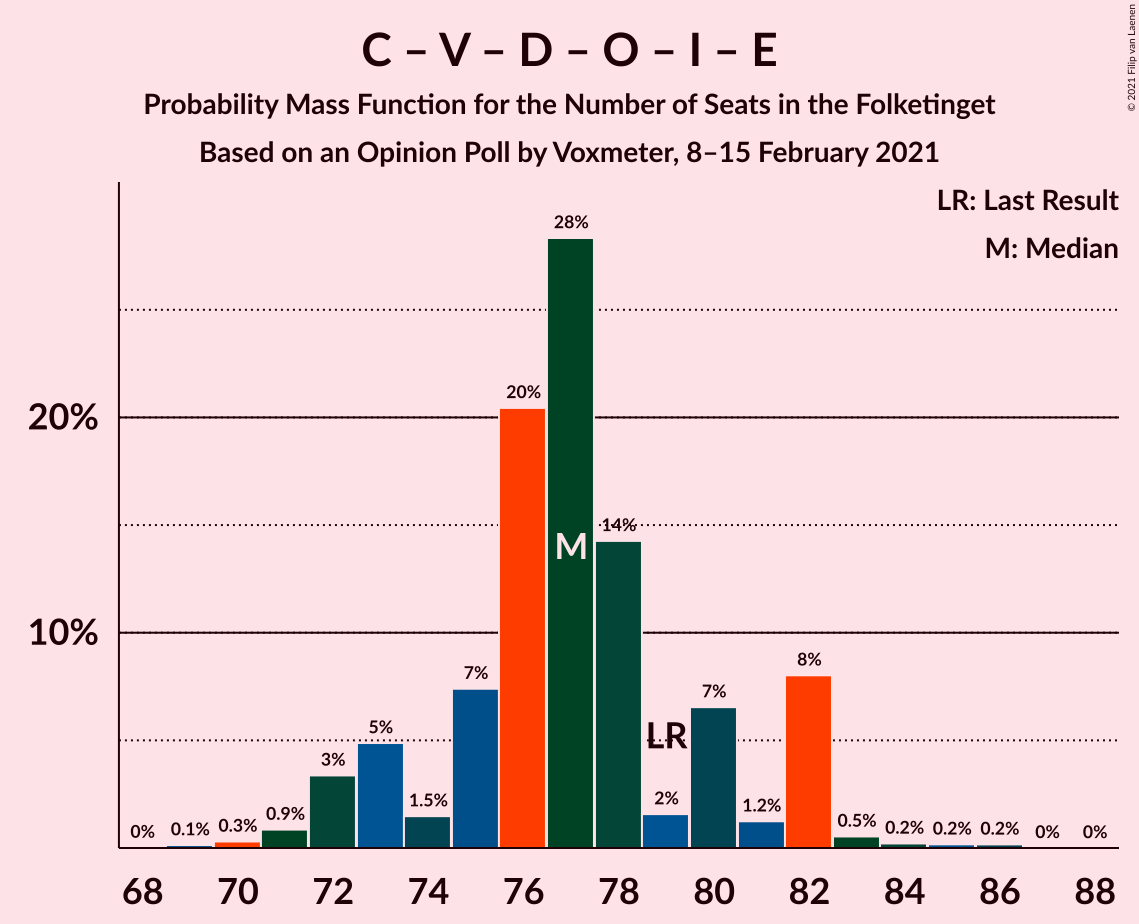 C – V – D – O – I – E
Probability Mass Function for the Number of Seats in the Folketinget
Based on an Opinion Poll by Voxmeter, 8–15 February 2021
© 2021 Filip van Laenen
LR: Last Result
M: Median
20%
10%
0%
0.1%
0.3%
0.9%
3%
5%
1.5%
7%
20%
28%
14%
2%
7%
1.2%
8%
0.5%
0.2%
0.2%
0.2%
0%
0%
M
LR
68 70 72 74 76 78 80 82 84 86 88